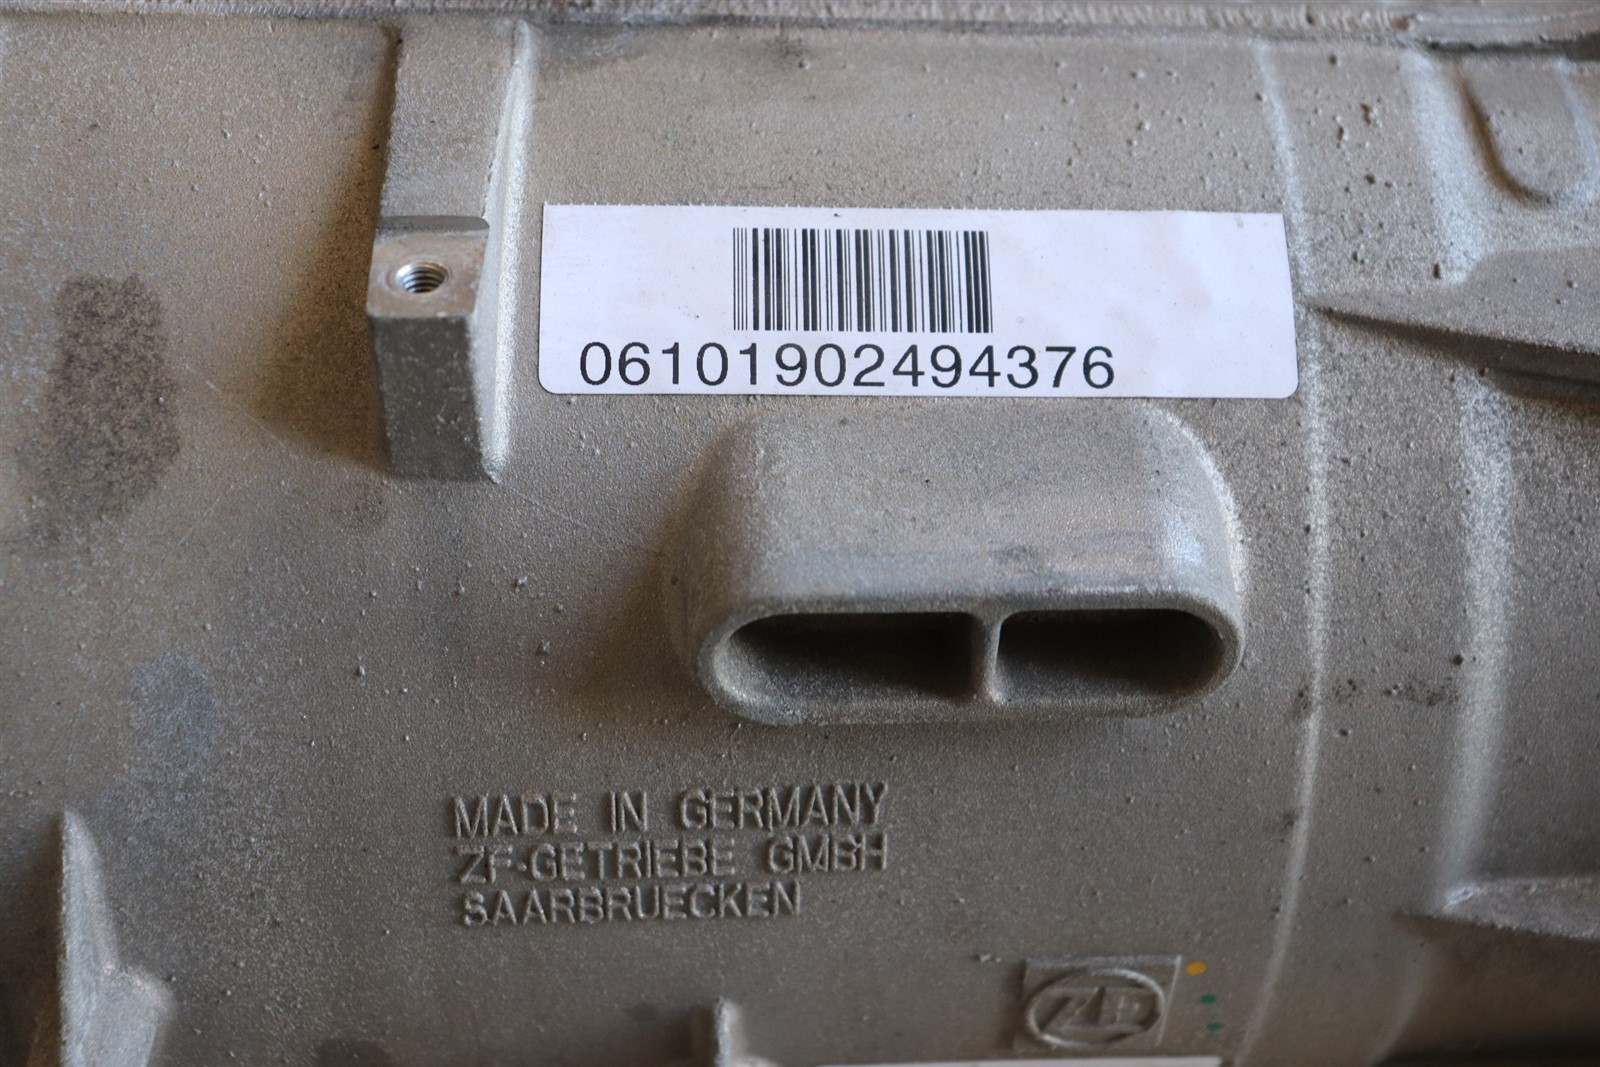 06101902494376
MADE IN GERMANY
ZF-GETRIEBE GMBH
SAARBRUECKEN
ZF